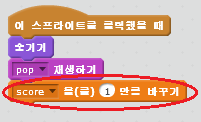 이 스프라이트를 클릭했을 때
숨기기
pop 재생하기
score 을(를) 1 만큼 바꾸기